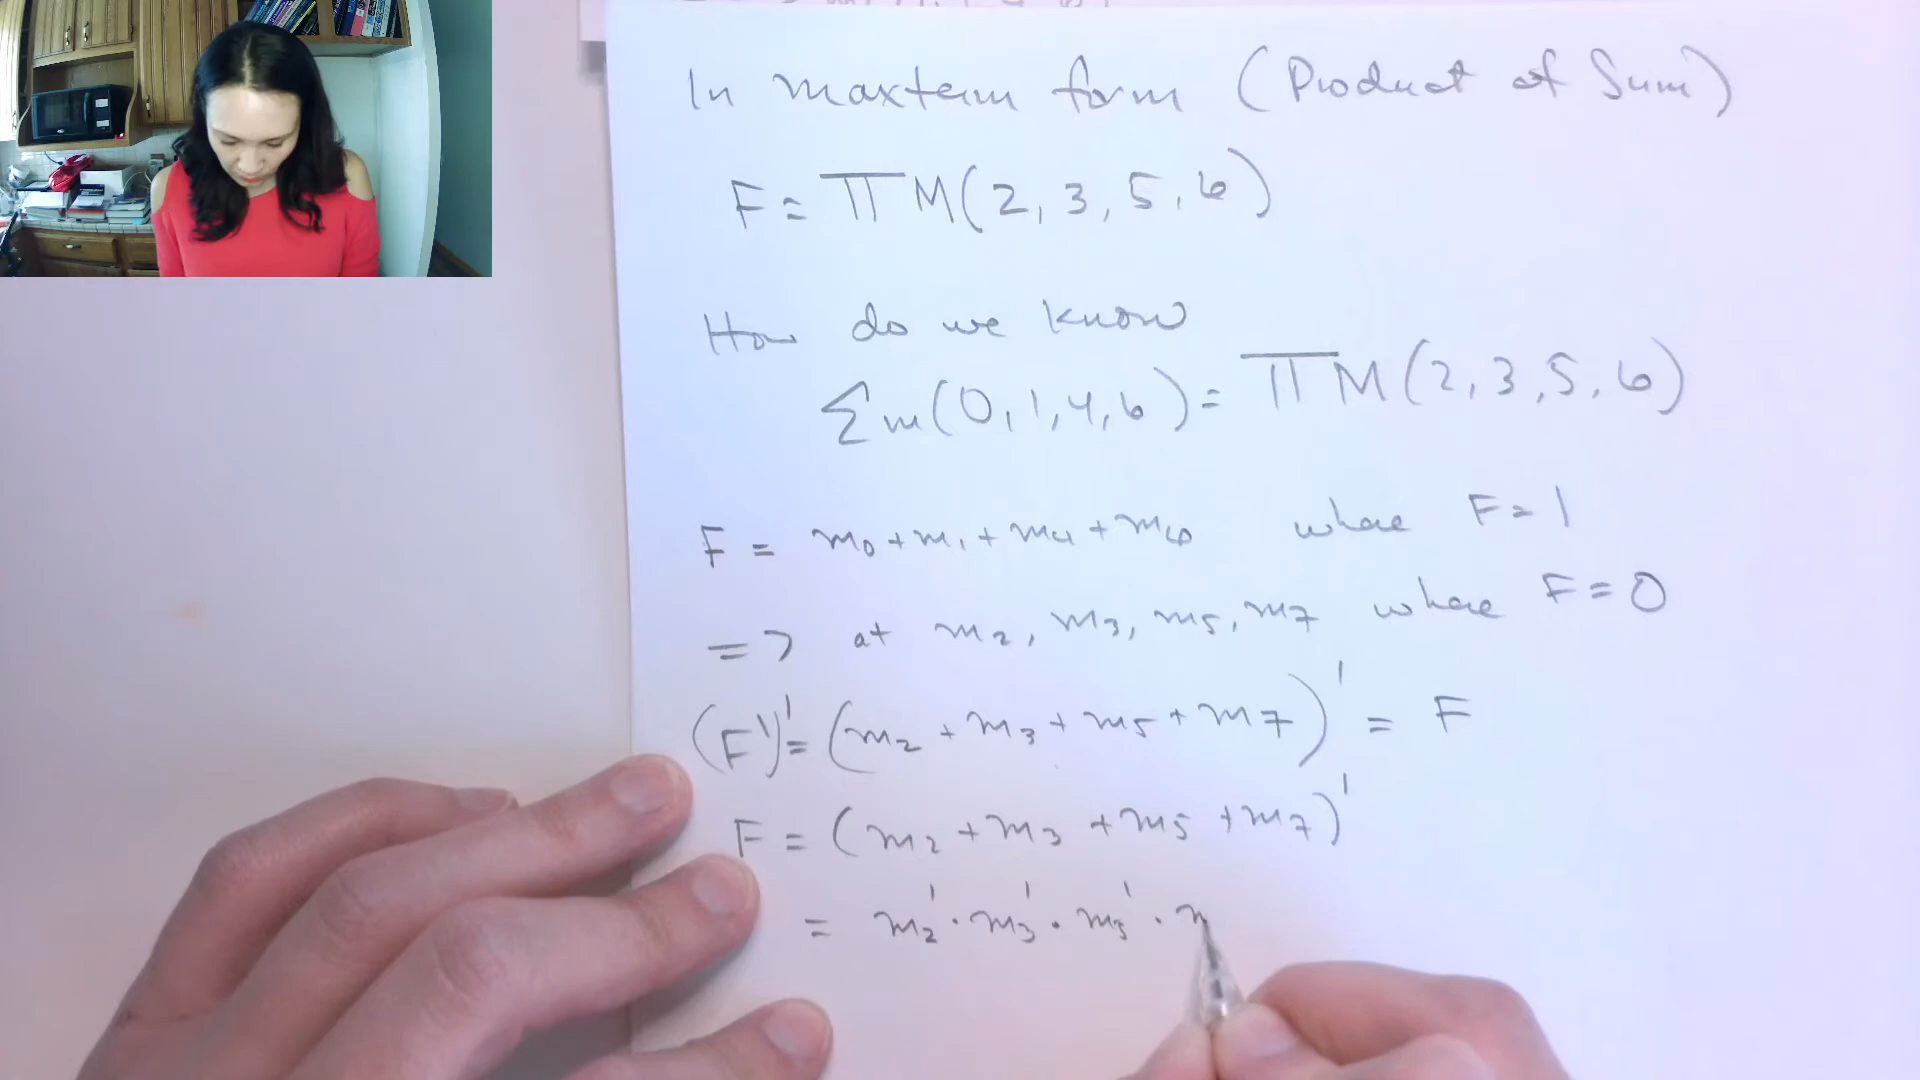 In maxterm form (Product of Sum)
F = ΠM(2, 3, 5, 6)
How do we know
Σm(0, 1, 4, 6) = ΠM(2, 3, 5, 6)
F = m0 + m1 + m4 + m6 where F = 1
=> at m2, m3, m5, m7 where F = 0
(F')' = (m2 + m3 + m5 + m7)' = F
F = (m2 + m3 + m5 + m7)'
= m2' · m3' · m5' · m